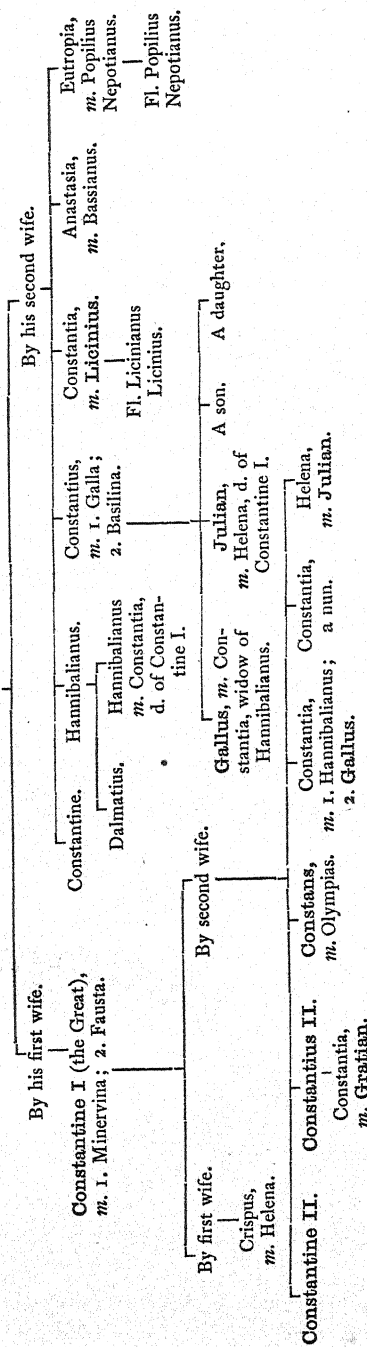 By his first wife.
By his second wife.
Constantine I (the Great),
m. 1. Minervina; 2. Fausta.
Constantine.
Hannibalianus.
Constantius,
m. 1. Galla;
2. Basilina.
Constantia,
m. Licinius.
Anastasia,
m. Bassianus.
Eutropia,
m. Popilius
Nepotianus.
Dalmatius.
Hannibalianus
m. Constantia,
d. of Constan-
tine I.
Fl. Licinianus
Licinius.
Fl. Popilius
Nepotianus.
Gallus, m. Con-
stantia, widow of
Hannibalianus.
Julian,
m. Helena, d. of
Constantine I.
A son.
A daughter.
By first wife.
By second wife.
Crispus,
m. Helena.
Constantine II.
Constantius II.
Constans,
m. Olympias.
Constantia,
m. 1. Hannibalianus;
2. Gallus.
Constantia,
a nun.
Helena,
m. Julian.
Constantia,
m. Gratian.